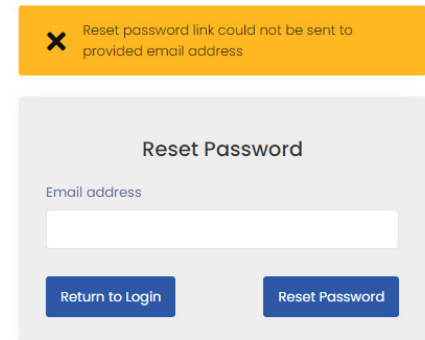 Reset password link could not be sent to
provided email address
Reset Password
Email address
Return to Login
Reset Password